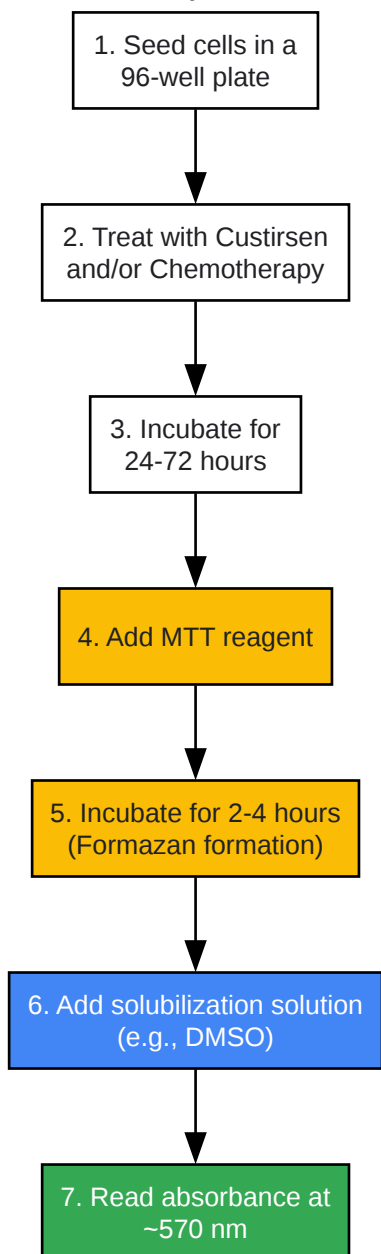 1. Seed cells in a
96-well plate
2. Treat with Custirsen
and/or Chemotherapy
3. Incubate for
24-72 hours
4. Add MTT reagent
5. Incubate for 2-4 hours
(Formazan formation)
6. Add solubilization solution
(e.g., DMSO)
7. Read absorbance at
~570 nm